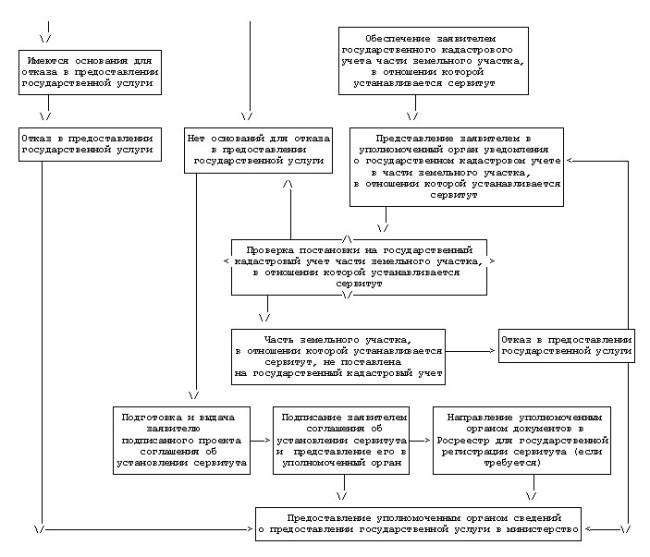 Обеспечение заявителем
государственного кадастрового
учета части земельного участка,
в отношении которой
устанавливается сервитут
Имеются основания для
отказа в предоставлении
государственной услуги
Отказ в предоставлении
государственной услуги
Нет оснований для отказа
в предоставлении
государственной услуги
Представление заявителем в
уполномоченный орган уведомления
о государственном кадастровом учете
в части земельного участка,
в отношении которой устанавливается
сервитут
Проверка постановки на государственный
кадастровый учет части земельного участка,
в отношении которой устанавливается
сервитут
Часть земельного участка,
в отношении которой устанавливается
сервитут, не поставлена
на государственный кадастровый учет
Отказ в предоставлении
государственной услуги
Подготовка и выдача
заявителю
подписанного проекта
соглашения об
установлении сервитута
Подписание заявителем
соглашения об
установлении сервитута
и представление его в
уполномоченный орган
Направление уполномоченным
органом документов в
Росреестр для государственной
регистрации сервитута (если
требуется)
Предоставление уполномоченным органом сведений
о предоставлении государственной услуги в министерство